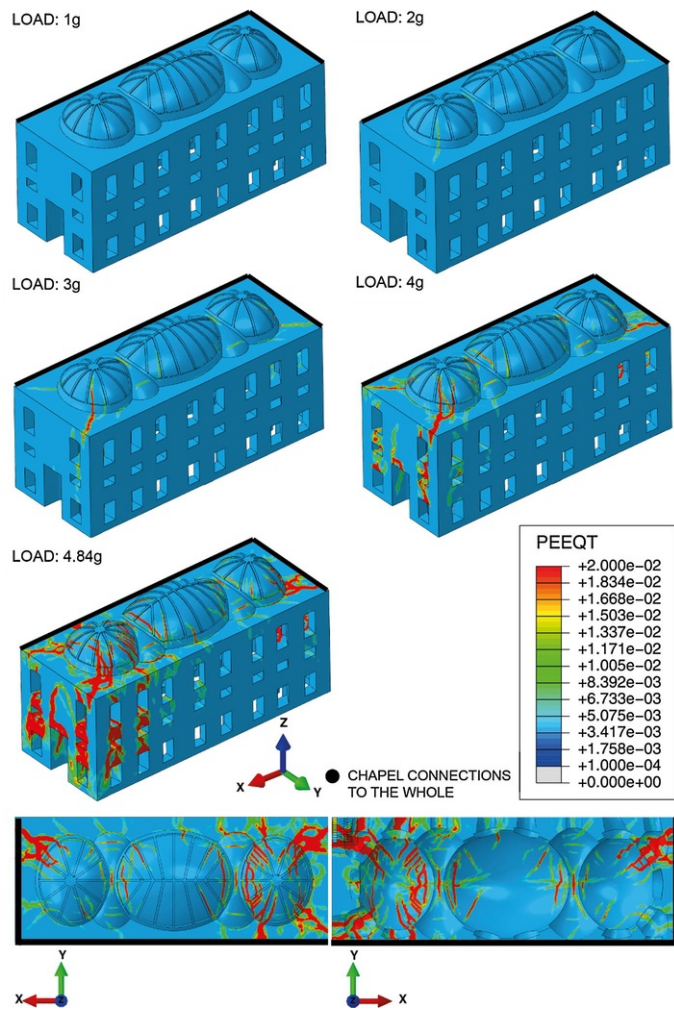 LOAD: 1g
LOAD: 2g
LOAD: 3g
LOAD: 4g
LOAD: 4.84g
PEEQT
+2.000e−02
+1.834e−02
+1.668e−02
+1.503e−02
+1.337e−02
+1.171e−02
+1.005e−02
+8.392e−03
+6.733e−03
+5.075e−03
+3.417e−03
+1.758e−03
+1.000e−04
+0.000e+00
Z
X
Y
CHAPEL CONNECTIONS
TO THE WHOLE
Y
X
Z
Y
Z
X